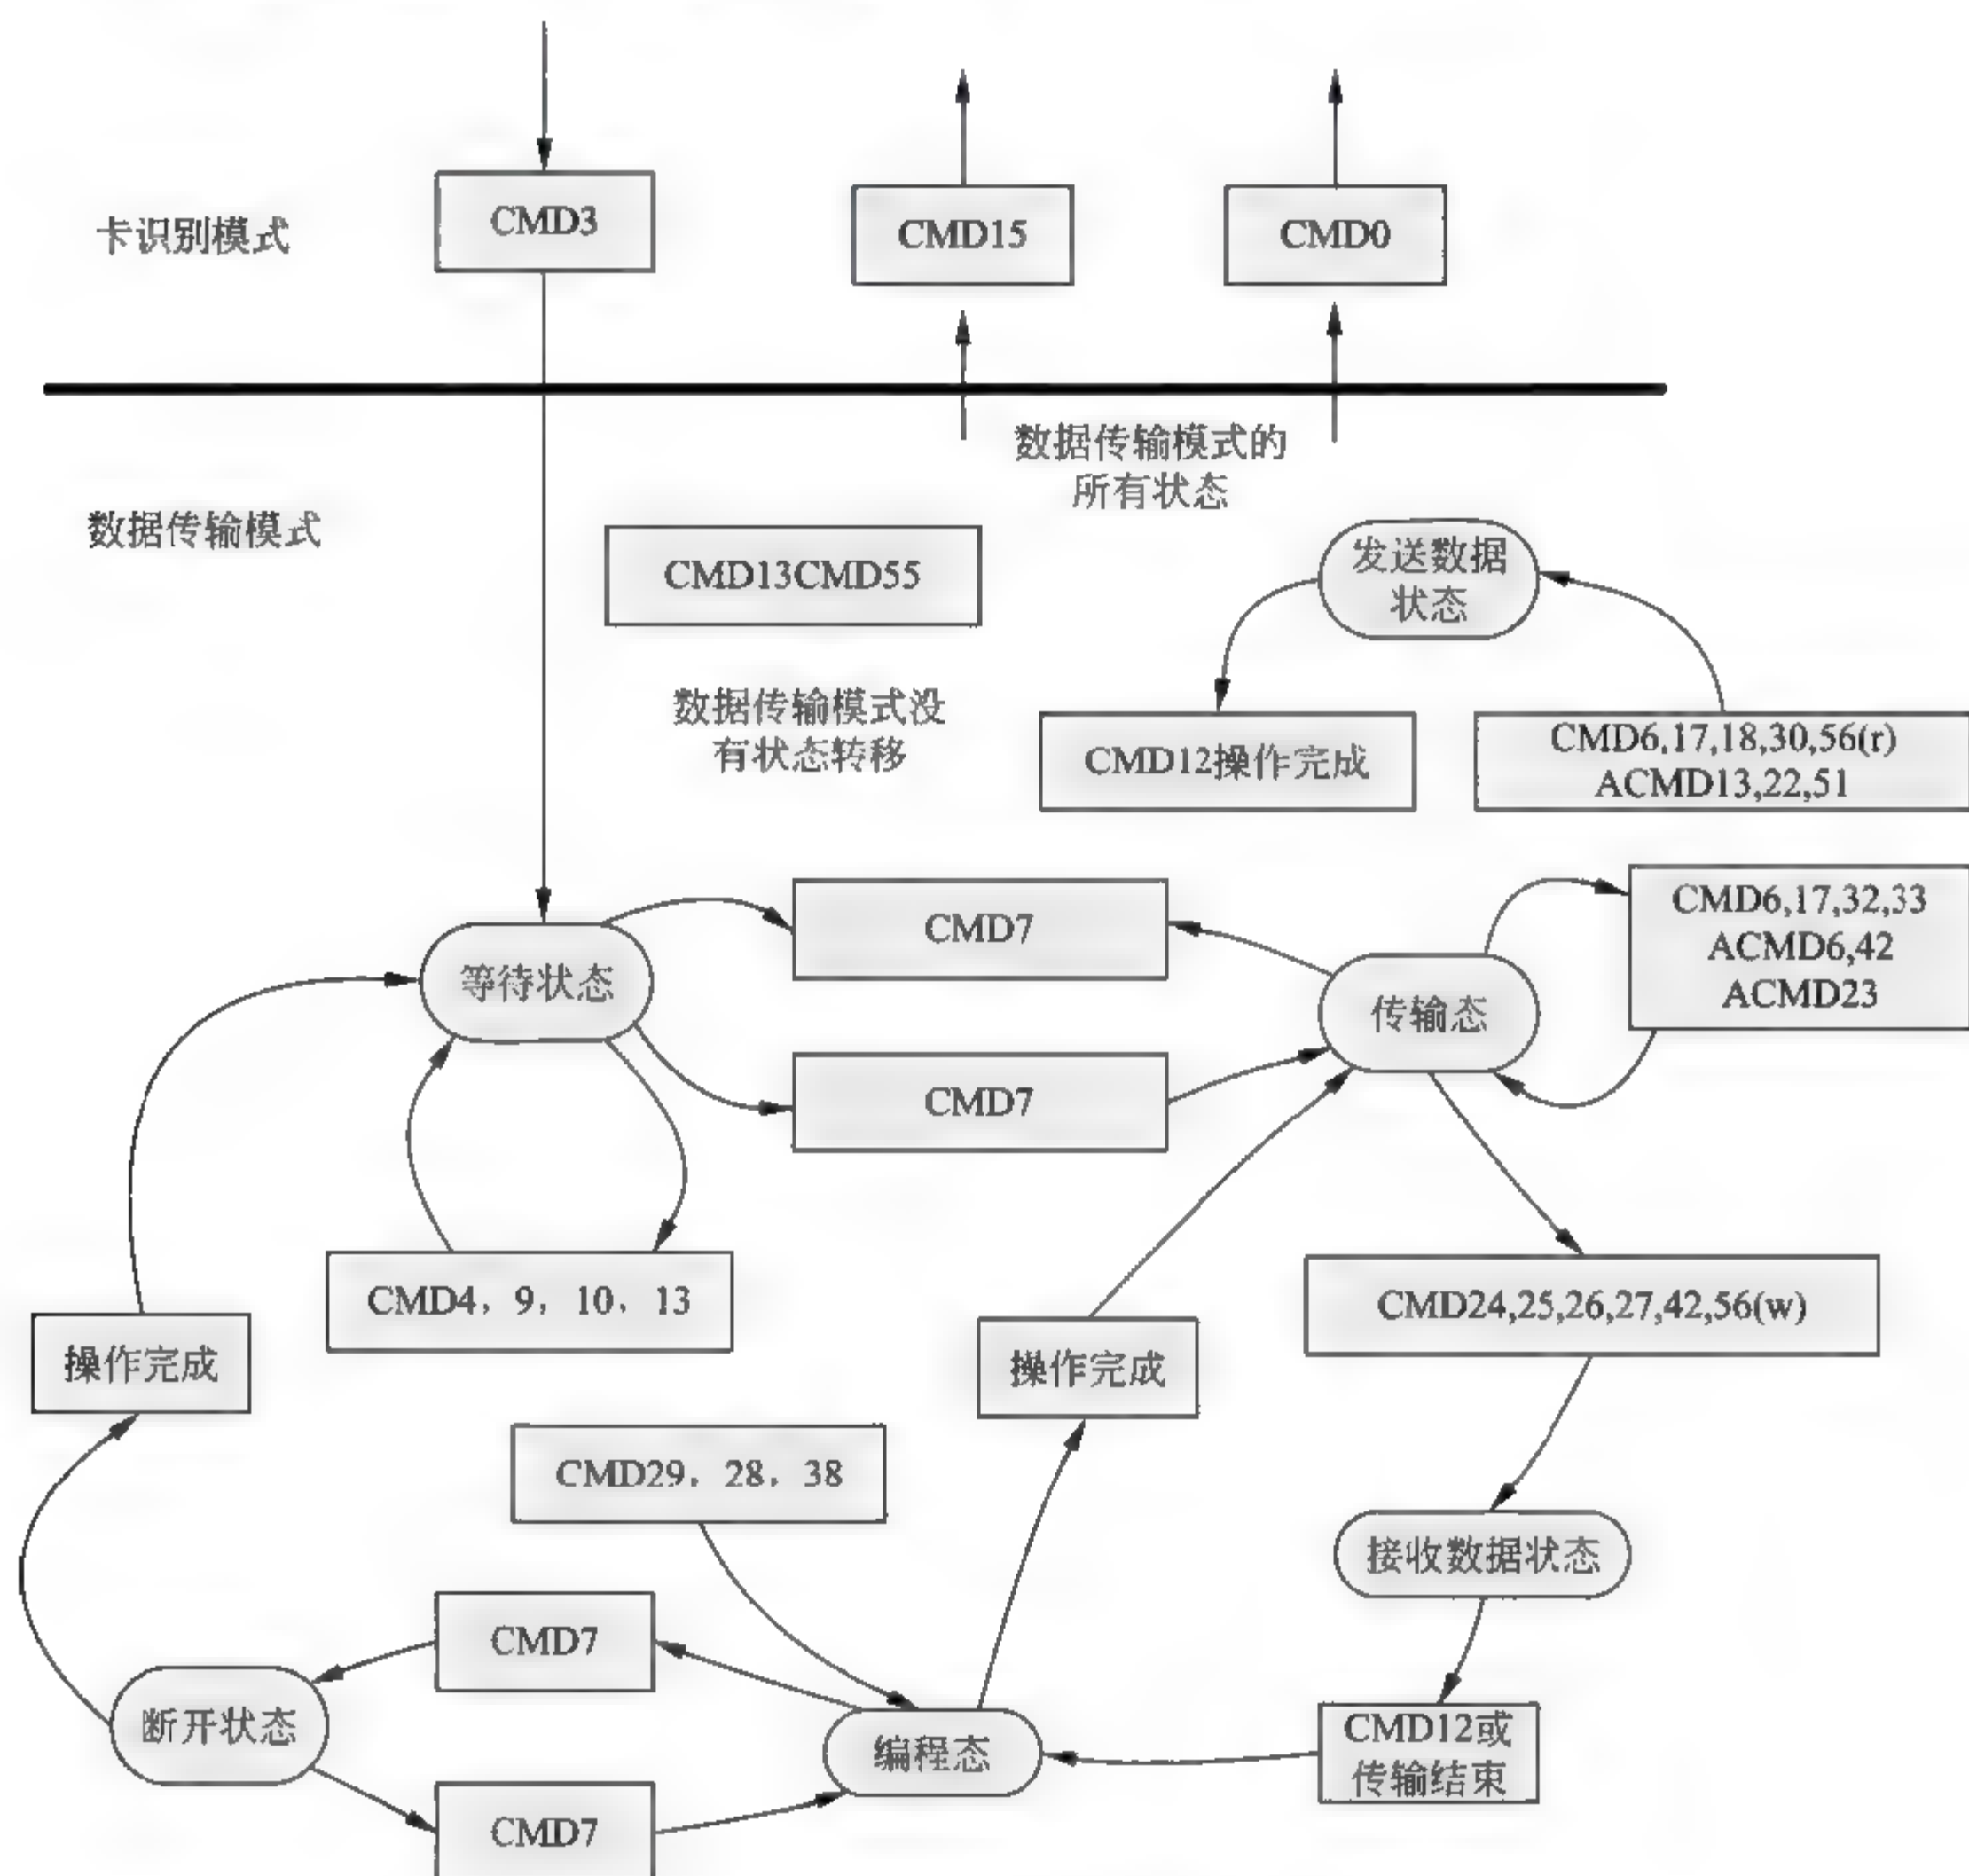 卡识别模式
CMD3
CMD15
CMD0
数据传输模式的
所有状态
数据传输模式
CMD13CMD55
发送数据
状态
数据传输模式没
有状态转移
CMD12操作完成
CMD6,17,18,30,56(r)
ACMD13,22,51
CMD7
CMD6,17,32,33
ACMD6,42
ACMD23
等待状态
传输态
CMD7
CMD4，9，10，13
CMD24,25,26,27,42,56(w)
操作完成
操作完成
CMD29，28，38
接收数据状态
CMD7
断开状态
编程态
CMD12或
传输结束
CMD7